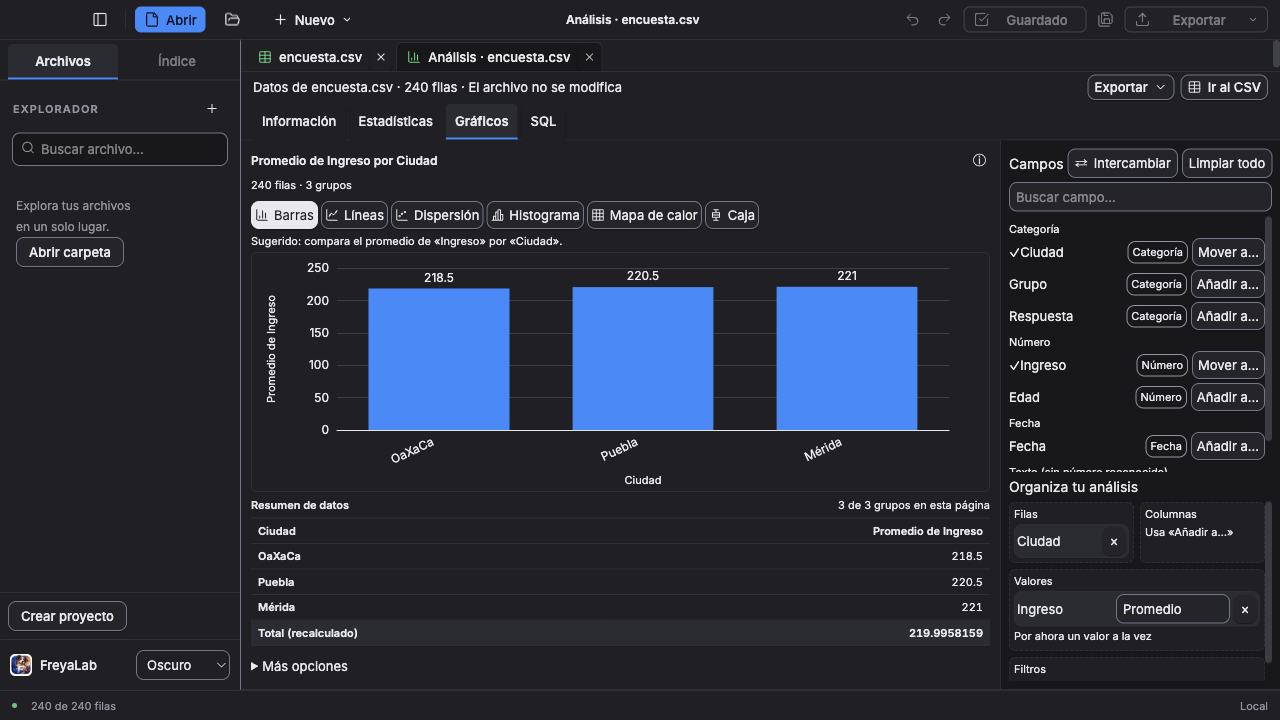 Abrir
Nuevo
Análisis · encuesta.csv
Guardado
Exportar
Archivos
Índice
encuesta.csv
Análisis · encuesta.csv
Datos de encuesta.csv · 240 filas · El archivo no se modifica
Exportar
Ir al CSV
EXPLORADOR
Buscar archivo...
Explora tus archivos
en un solo lugar.
Abrir carpeta
Información
Estadísticas
Gráficos
SQL
Promedio de Ingreso por Ciudad
240 filas · 3 grupos
Barras
Líneas
Dispersión
Histograma
Mapa de calor
Caja
Sugerido: compara el promedio de «Ingreso» por «Ciudad».
250
200
150
100
50
0
Promedio de Ingreso
218.5
220.5
221
OaXaCa
Puebla
Mérida
Ciudad
Resumen de datos
3 de 3 grupos en esta página
Ciudad Promedio de Ingreso
OaXaCa 218.5
Puebla 220.5
Mérida 221
Total (recalculado) 219.9958159
Más opciones
Campos
Intercambiar
Limpiar todo
Buscar campo...
Categoría
✓Ciudad Categoría Mover a...
Grupo Categoría Añadir a...
Respuesta Categoría Añadir a...
Número
✓Ingreso Número Mover a...
Edad Número Añadir a...
Fecha
Fecha Fecha Añadir a...
Texto (sin número reconocido)
Organiza tu análisis
Filas
Ciudad ×
Columnas
Usa «Añadir a...»
Valores
Ingreso Promedio ×
Por ahora un valor a la vez
Filtros
Crear proyecto
FreyaLab
Oscuro
240 de 240 filas
Local